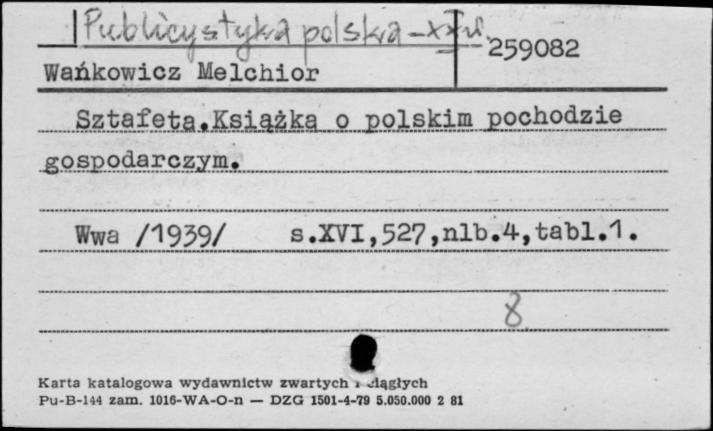 Publicystyka polska - XX w.
259082
Wańkowicz Melchior
Sztafeta.Książka o polskim pochodzie
gospodarczym.
Wwa /1939/ s.XVI,527,nlb.4,tabl.1.
8
Karta katalogowa wydawnictw zwartych i ciągłych
Pu-B-144 zam. 1016-WA-O-n — DZG 1501-4-79 5.050.000 2 81